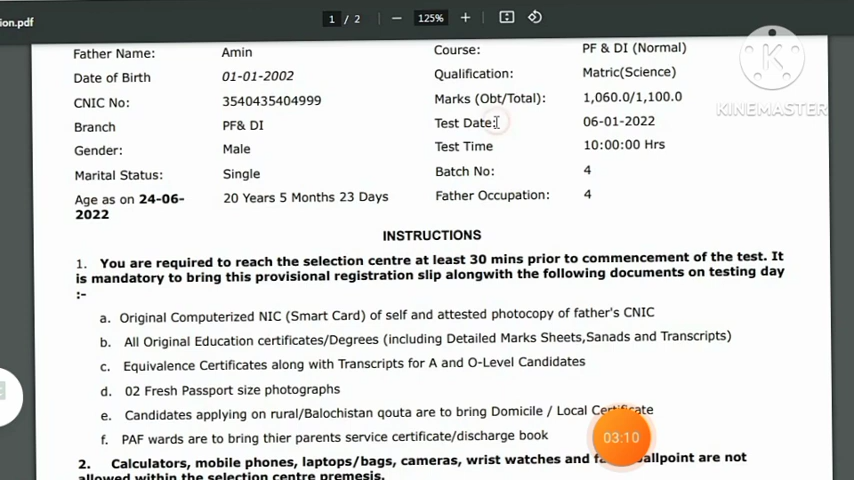 ion.pdf
1 / 2 − 125% +
KINEMASTER
Father Name: Amin Course: PF & DI (Normal)
Date of Birth 01-01-2002 Qualification: Matric(Science)
CNIC No: 3540435404999 Marks (Obt/Total): 1,060.0/1,100.0
Branch PF& DI Test Date: 06-01-2022
Gender: Male Test Time 10:00:00 Hrs
Marital Status: Single Batch No: 4
Age as on 24-06-2022 20 Years 5 Months 23 Days Father Occupation: 4
INSTRUCTIONS
1. You are required to reach the selection centre at least 30 mins prior to commencement of the test. It
is mandatory to bring this provisional registration slip alongwith the following documents on testing day
:-
a. Original Computerized NIC (Smart Card) of self and attested photocopy of father's CNIC
b. All Original Education certificates/Degrees (including Detailed Marks Sheets,Sanads and Transcripts)
c. Equivalence Certificates along with Transcripts for A and O-Level Candidates
d. 02 Fresh Passport size photographs
e. Candidates applying on rural/Balochistan qouta are to bring Domicile / Local Certificate
f. PAF wards are to bring thier parents service certificate/discharge book
03:10
2. Calculators, mobile phones, laptops/bags, cameras, wrist watches and ballpoint are not
allowed within the selection centre premesis.